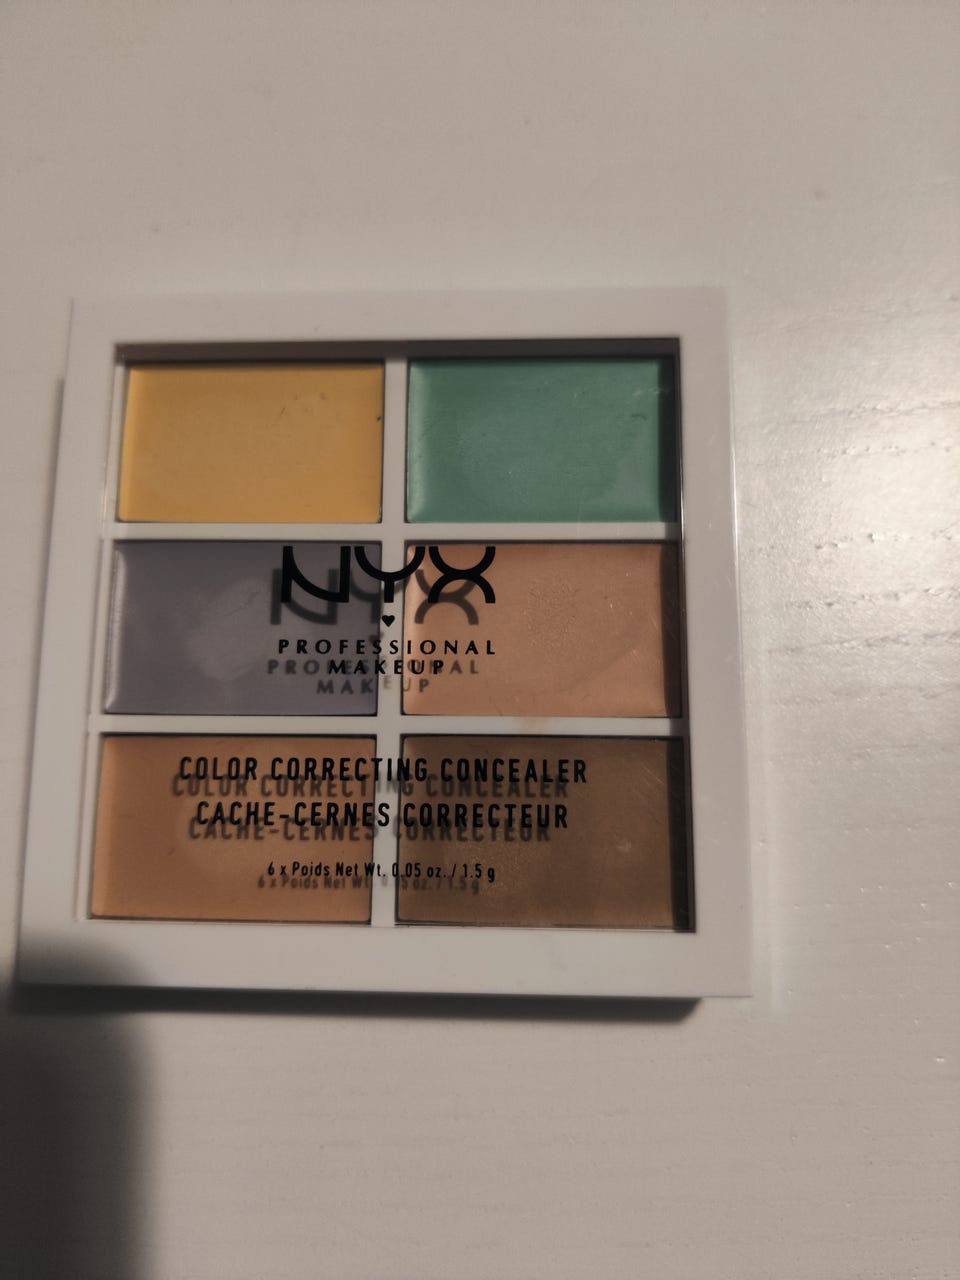 NYX
PROFESSIONAL
MAKEUP
COLOR CORRECTING CONCEALER
CACHE-CERNES CORRECTEUR
6 x Poids Net Wt. 0.05 oz. / 1.5 g